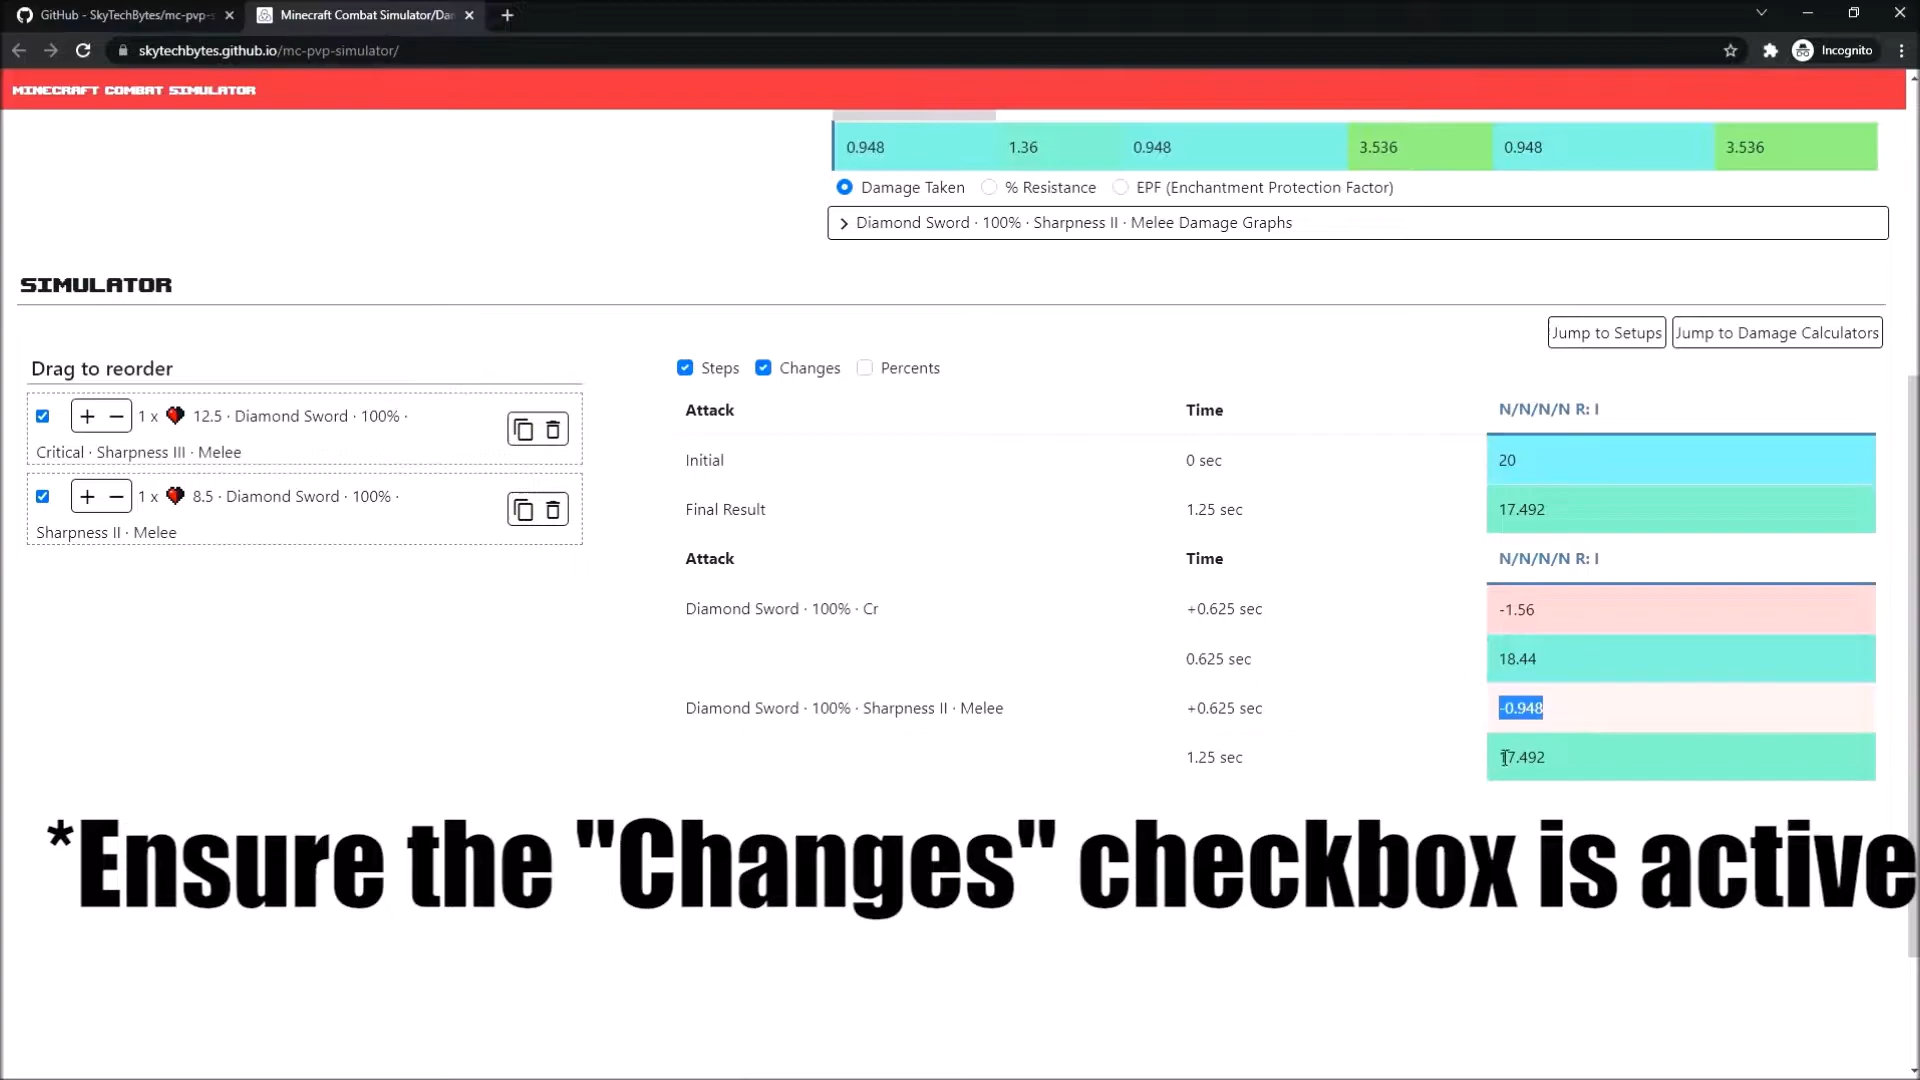 GitHub - SkyTechBytes/mc-pvp-s
Minecraft Combat Simulator/Dar
skytechbytes.github.io/mc-pvp-simulator/
Incognito
MINECRAFT COMBAT SIMULATOR
0.948 1.36 0.948 3.536 0.948 3.536
Damage Taken % Resistance EPF (Enchantment Protection Factor)
Diamond Sword · 100% · Sharpness II · Melee Damage Graphs
SIMULATOR
Jump to Setups Jump to Damage Calculators
Drag to reorder
+ − 1 x 12.5 · Diamond Sword · 100% ·
Critical · Sharpness III · Melee
+ − 1 x 8.5 · Diamond Sword · 100% ·
Sharpness II · Melee
Steps Changes Percents
Attack Time N/N/N/N R: I
Initial 0 sec 20
Final Result 1.25 sec 17.492
Attack Time N/N/N/N R: I
Diamond Sword · 100% · Cr +0.625 sec -1.56
0.625 sec 18.44
Diamond Sword · 100% · Sharpness II · Melee +0.625 sec -0.948
1.25 sec 17.492
*Ensure the "Changes" checkbox is active